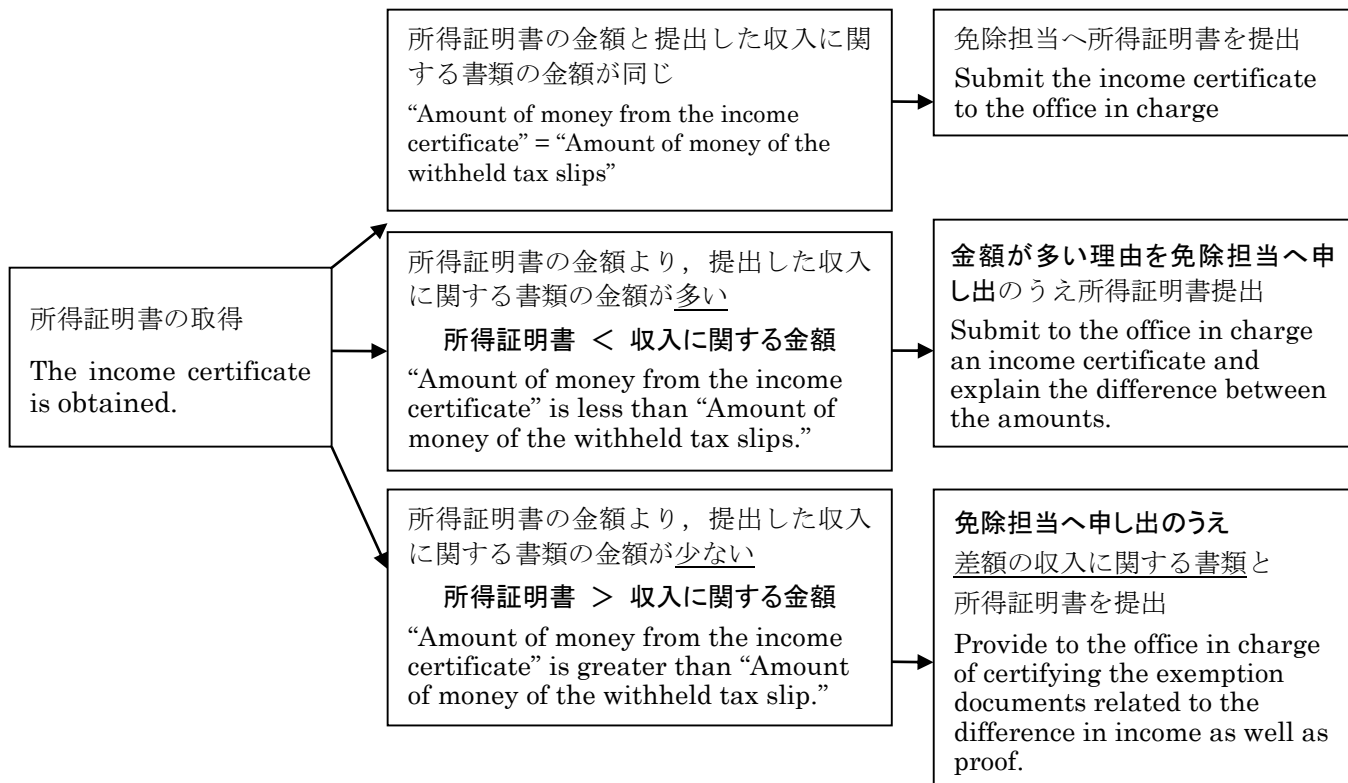 所得証明書の取得
The income certificate
is obtained.
所得証明書の金額と提出した収入に関
する書類の金額が同じ
“Amount of money from the income
certificate” = “Amount of money of the
withheld tax slips”
免除担当へ所得証明書を提出
Submit the income certificate
to the office in charge
所得証明書の金額より，提出した収入
に関する書類の金額が多い
所得証明書 ＜ 収入に関する金額
“Amount of money from the income
certificate” is less than “Amount of
money of the withheld tax slips.”
金額が多い理由を免除担当へ申
し出のうえ所得証明書提出
Submit to the office in charge
an income certificate and
explain the difference between
the amounts.
所得証明書の金額より，提出した収入
に関する書類の金額が少ない
所得証明書 ＞ 収入に関する金額
“Amount of money from the income
certificate” is greater than “Amount
of money of the withheld tax slip.”
免除担当へ申し出のうえ
差額の収入に関する書類と
所得証明書を提出
Provide to the office in charge
of certifying the exemption
documents related to the
difference in income as well as
proof.